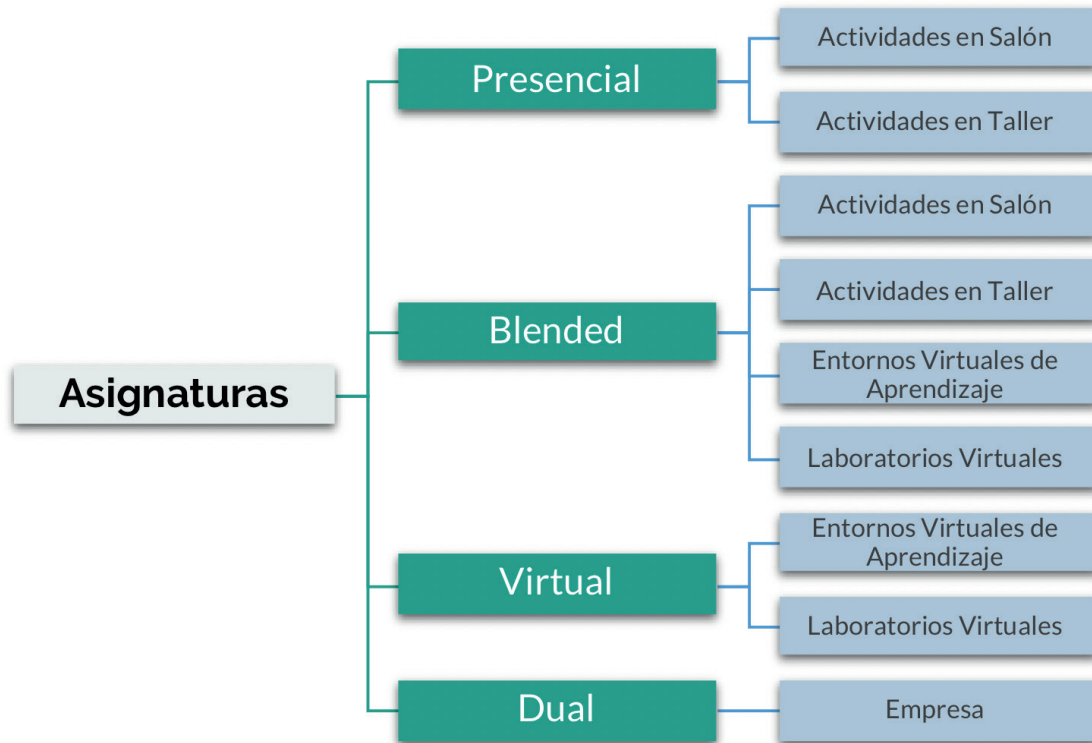 Asignaturas
Presencial
Actividades en Salón
Actividades en Taller
Blended
Actividades en Salón
Actividades en Taller
Entornos Virtuales de
Aprendizaje
Laboratorios Virtuales
Virtual
Entornos Virtuales de
Aprendizaje
Laboratorios Virtuales
Dual
Empresa